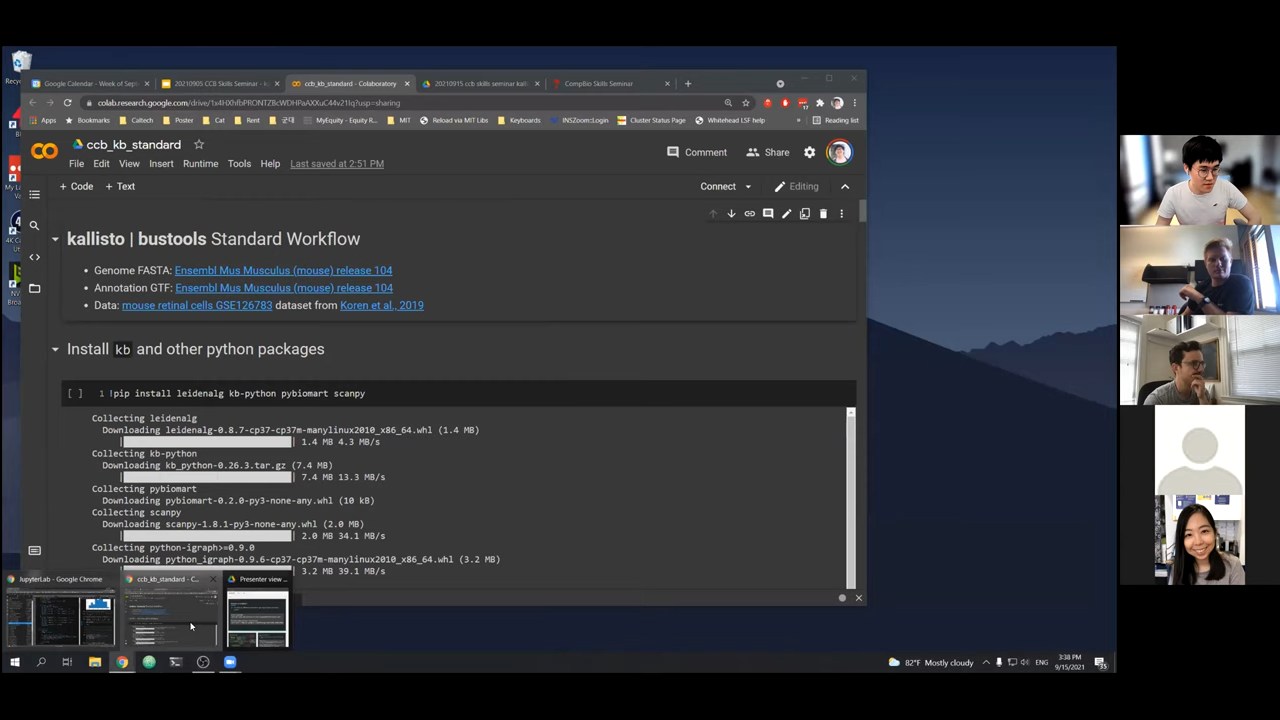 Google Calendar - Week of Sep
20210905 CCB Skills Seminar - k
ccb_kb_standard - Colaboratory
20210915 ccb skills seminar kalli
CompBio Skills Seminar
colab.research.google.com/drive/
?usp=sharing
Apps
Bookmarks
Caltech
Poster
Cat
Rent
군대
MyEquity - Equity R...
MIT
Reload via MIT Libs
Keyboards
INSZoom::Login
Cluster Status Page
Whitehead LSF help
»
Reading list
ccb_kb_standard
File Edit View Insert Runtime Tools Help Last saved at 2:51 PM
Comment
Share
+ Code + Text
Connect
Editing
kallisto | bustools Standard Workflow
• Genome FASTA: Ensembl Mus Musculus (mouse) release 104
• Annotation GTF: Ensembl Mus Musculus (mouse) release 104
• Data: mouse retinal cells GSE126783 dataset from Koren et al., 2019
Install kb and other python packages
[ ] 1 !pip install leidenalg kb-python pybiomart scanpy
Collecting leidenalg
Downloading leidenalg-0.8.7-cp37-cp37m-manylinux2010_x86_64.whl (1.4 MB)
| | 1.4 MB 4.3 MB/s
Collecting kb-python
Downloading kb_python-0.26.3.tar.gz (7.4 MB)
| | 7.4 MB 13.3 MB/s
Collecting pybiomart
Downloading pybiomart-0.2.0-py3-none-any.whl (10 kB)
Collecting scanpy
Downloading scanpy-1.8.1-py3-none-any.whl (2.0 MB)
| | 2.0 MB 34.1 MB/s
Collecting python-igraph>=0.9.0
Downloading python_igraph-0.9.6-cp37-cp37m-manylinux2010_x86_64.whl (3.2 MB)
| 3.2 MB 39.1 MB/s
JupyterLab - Google Chrome
ccb_kb_standard - C...
Presenter view ...
82°F Mostly cloudy
ENG
3:38 PM
9/15/2021